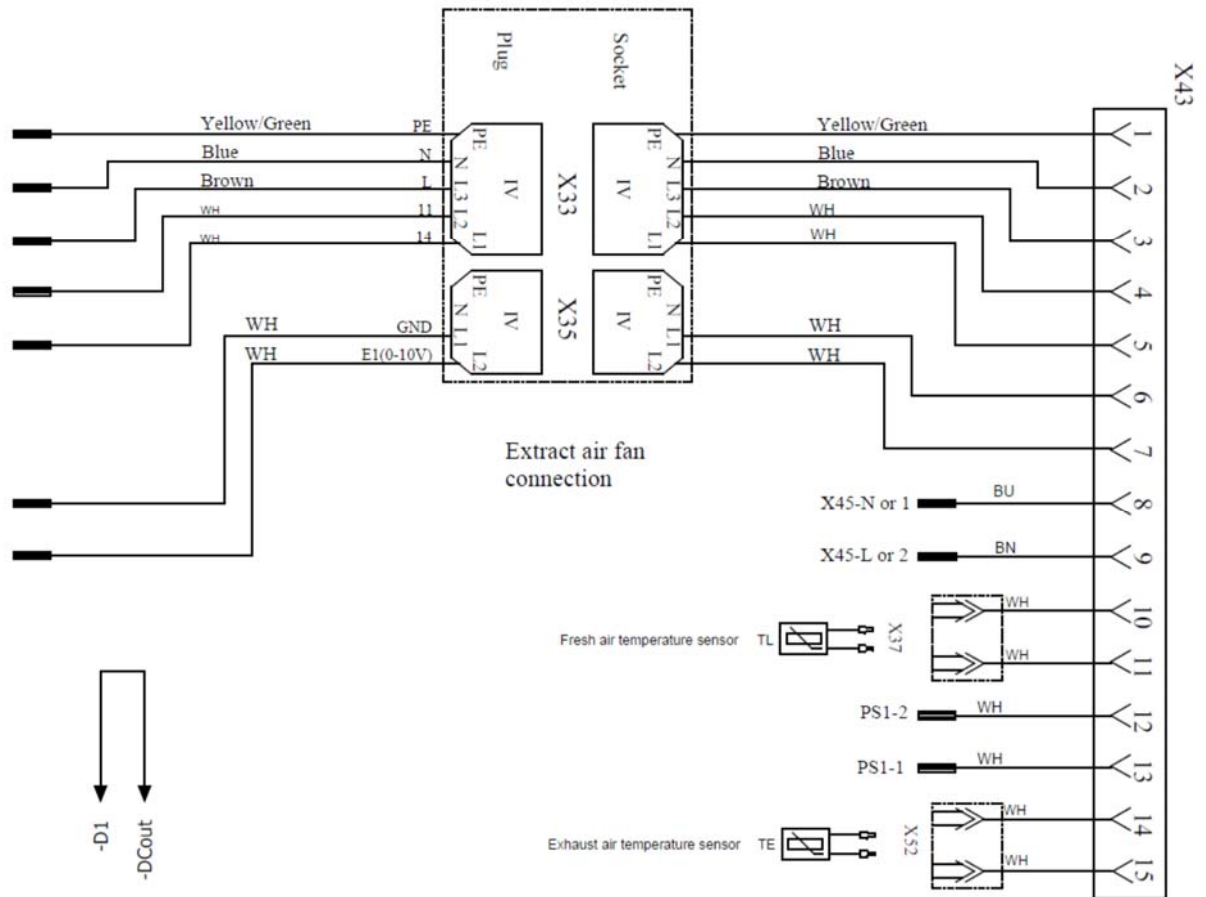 X43
Plug
Socket
Yellow/Green
PE
Blue
N
Brown
L
WH
11
WH
14
WH
GND
WH
E1(0-10V)
PE
N
L3
L2
L1
IV
X33
PE
N
L1
L2
IV
X35
PE
N
L3
L2
L1
IV
PE
N
L1
L2
IV
Yellow/Green
Blue
Brown
WH
WH
WH
WH
1
2
3
4
5
6
7
8
9
10
11
12
13
14
15
Extract air fan
connection
X45-N or 1
BU
X45-L or 2
BN
Fresh air temperature sensor
TL
X37
WH
WH
PS1-2
WH
PS1-1
WH
Exhaust air temperature sensor
TE
X52
WH
WH
-D1
-DCout